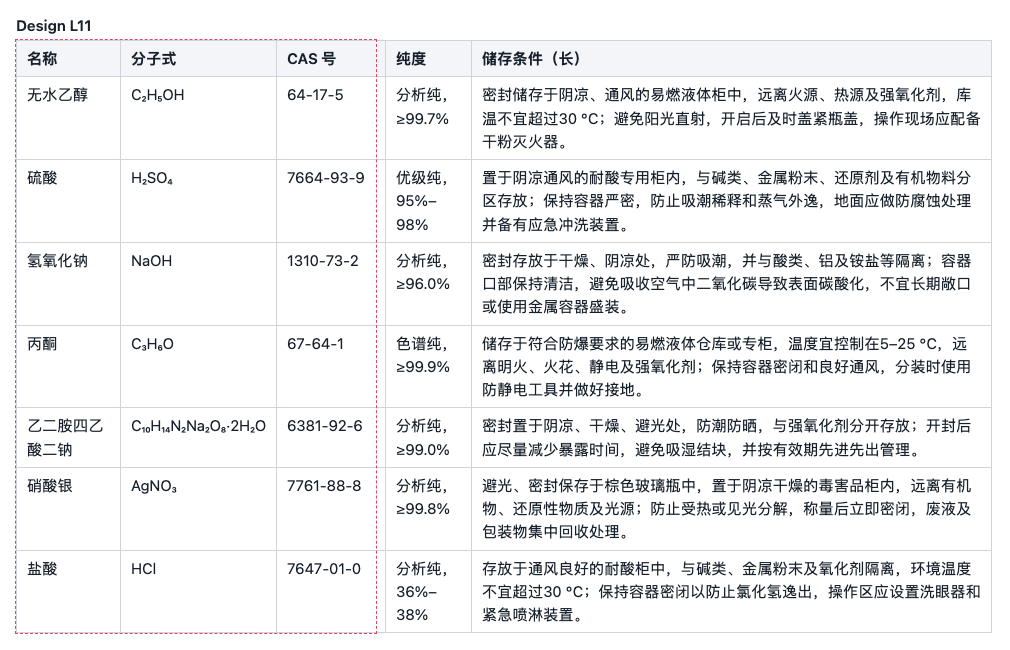 Design L11
名称 分子式 CAS 号 纯度 储存条件（长）
无水乙醇 C₂H₅OH 64-17-5 分析纯， 密封储存于阴凉、通风的易燃液体柜中，远离火源、热源及强氧化剂，库
≥99.7% 温不宜超过30 °C；避免阳光直射，开启后及时盖紧瓶盖，操作现场应配备
干粉灭火器。
硫酸 H₂SO₄ 7664-93-9 优级纯， 置于阴凉通风的耐酸专用柜内，与碱类、金属粉末、还原剂及有机物料分
95%– 区存放；保持容器严密，防止吸潮稀释和蒸气外逸，地面应做防腐蚀处理
98% 并备有应急冲洗装置。
氢氧化钠 NaOH 1310-73-2 分析纯， 密封存放于干燥、阴凉处，严防吸潮，并与酸类、铝及铵盐等隔离；容器
≥96.0% 口部保持清洁，避免吸收空气中二氧化碳导致表面碳酸化，不宜长期敞口
或使用金属容器盛装。
丙酮 C₃H₆O 67-64-1 色谱纯， 储存于符合防爆要求的易燃液体仓库或专柜，温度宜控制在5–25 °C，远
≥99.9% 离明火、火花、静电及强氧化剂；保持容器密闭和良好通风，分装时使用
防静电工具并做好接地。
乙二胺四乙 C₁₀H₁₄N₂Na₂O₈·2H₂O 6381-92-6 分析纯， 密封置于阴凉、干燥、避光处，防潮防晒，与强氧化剂分开存放；开封后
酸二钠 ≥99.0% 应尽量减少暴露时间，避免吸湿结块，并按有效期先进先出管理。
硝酸银 AgNO₃ 7761-88-8 分析纯， 避光、密封保存于棕色玻璃瓶中，置于阴凉干燥的毒害品柜内，远离有机
≥99.8% 物、还原性物质及光源；防止受热或见光分解，称量后立即密闭，废液及
包装物集中回收处理。
盐酸 HCl 7647-01-0 分析纯， 存放于通风良好的耐酸柜中，与碱类、金属粉末及氧化剂隔离，环境温度
36%– 不宜超过30 °C；保持容器密闭以防止氯化氢逸出，操作区应设置洗眼器和
38% 紧急喷淋装置。